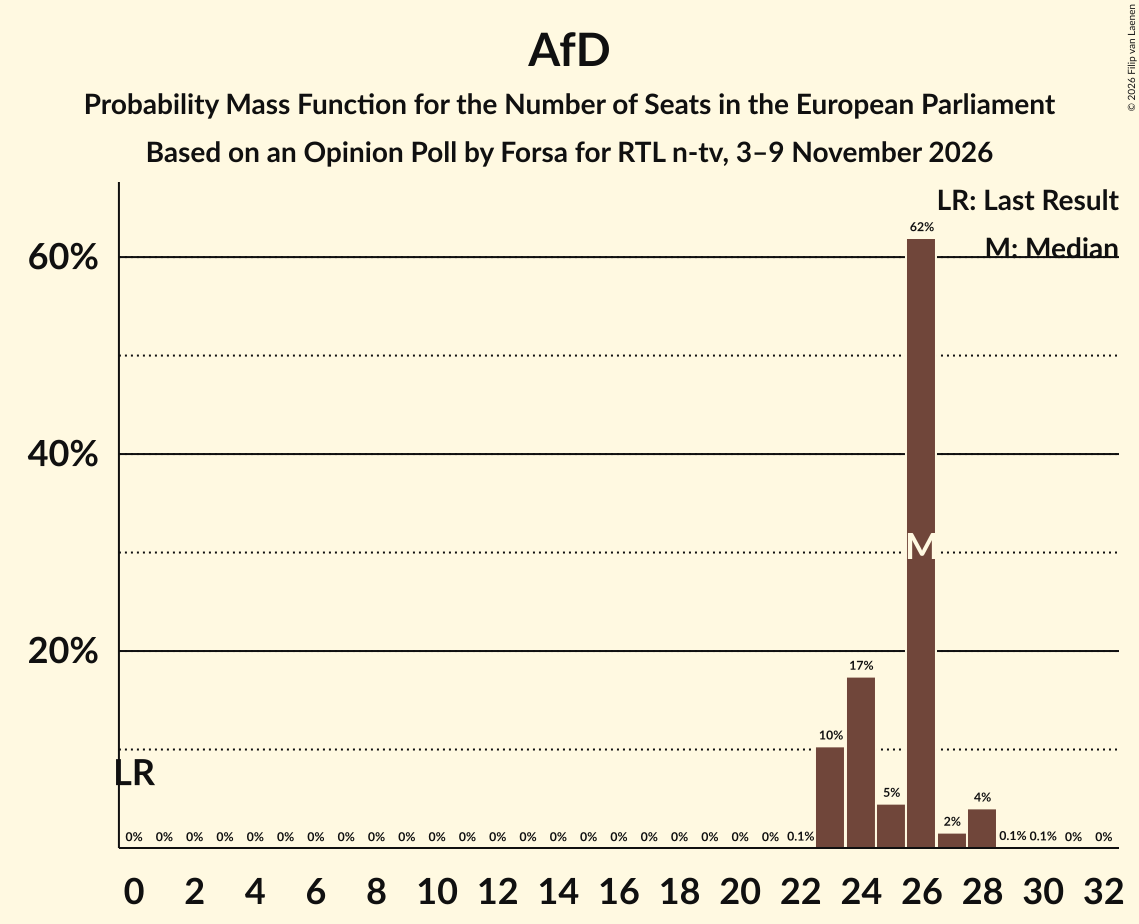 AfD
Probability Mass Function for the Number of Seats in the European Parliament
Based on an Opinion Poll by Forsa for RTL n-tv, 3–9 November 2026
© 2026 Filip van Laenen
LR: Last Result
M: Median
60%
40%
20%
62%
M
17%
10%
5%
4%
2%
LR
0% 0% 0% 0% 0% 0% 0% 0% 0% 0% 0% 0% 0% 0% 0% 0% 0% 0% 0% 0% 0% 0% 0.1% 0.1% 0.1% 0% 0%
0 2 4 6 8 10 12 14 16 18 20 22 24 26 28 30 32